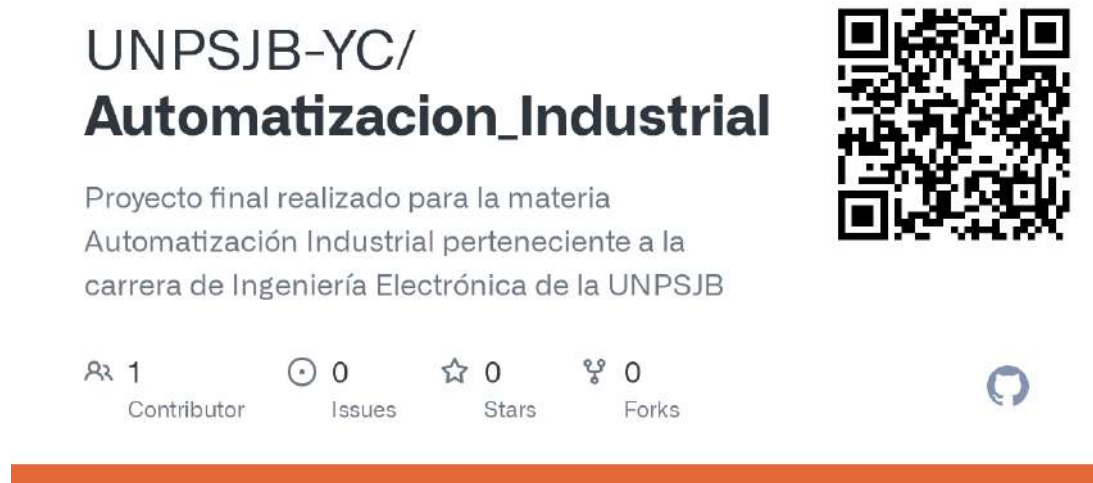 UNPSJB-YC/
Automatizacion_Industrial
Proyecto final realizado para la materia
Automatización Industrial perteneciente a la
carrera de Ingeniería Electrónica de la UNPSJB
1
Contributor
0
Issues
0
Stars
0
Forks